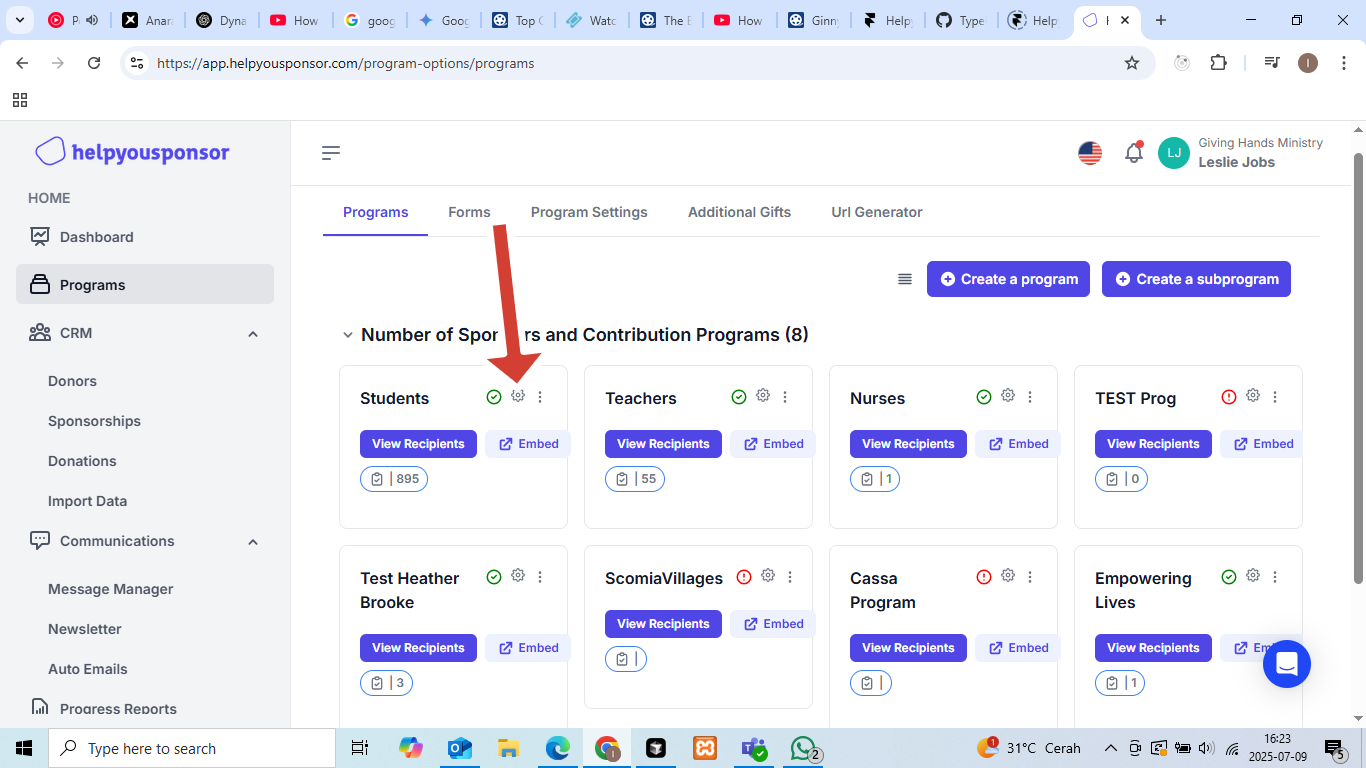 P
Anar
Dyna
How
goog
Goog
Top C
Watc
The E
How
Ginny
Help
Type
Help
https://app.helpyousponsor.com/program-options/programs
I
helpyousponsor
HOME
Dashboard
Programs
CRM
Donors
Sponsorships
Donations
Import Data
Communications
Message Manager
Newsletter
Auto Emails
Progress Reports
LJ
Giving Hands Ministry
Leslie Jobs
Programs
Forms
Program Settings
Additional Gifts
Url Generator
Create a program
Create a subprogram
Number of Spon rs and Contribution Programs (8)
Students
View Recipients
Embed
| 895
Teachers
View Recipients
Embed
| 55
Nurses
View Recipients
Embed
| 1
TEST Prog
View Recipients
Embed
| 0
Test Heather
Brooke
View Recipients
Embed
| 3
ScomiaVillages
View Recipients
Embed
|
Cassa
Program
View Recipients
Embed
|
Empowering
Lives
View Recipients
Em
| 1
Type here to search
I
2
1
31°C Cerah
16:23
2025-07-09
5